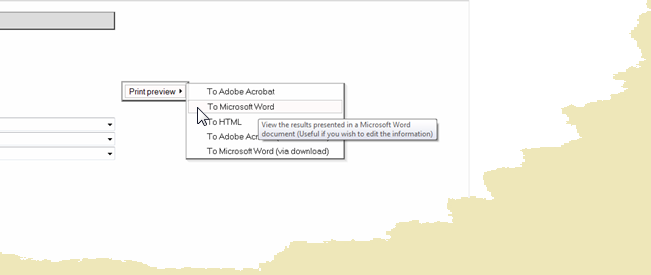 Print preview
To Adobe Acrobat
To Microsoft Word
To HTML
View the results presented in a Microsoft Word
document (Useful if you wish to edit the information)
To Adobe Acr
To Microsoft Word (via download)